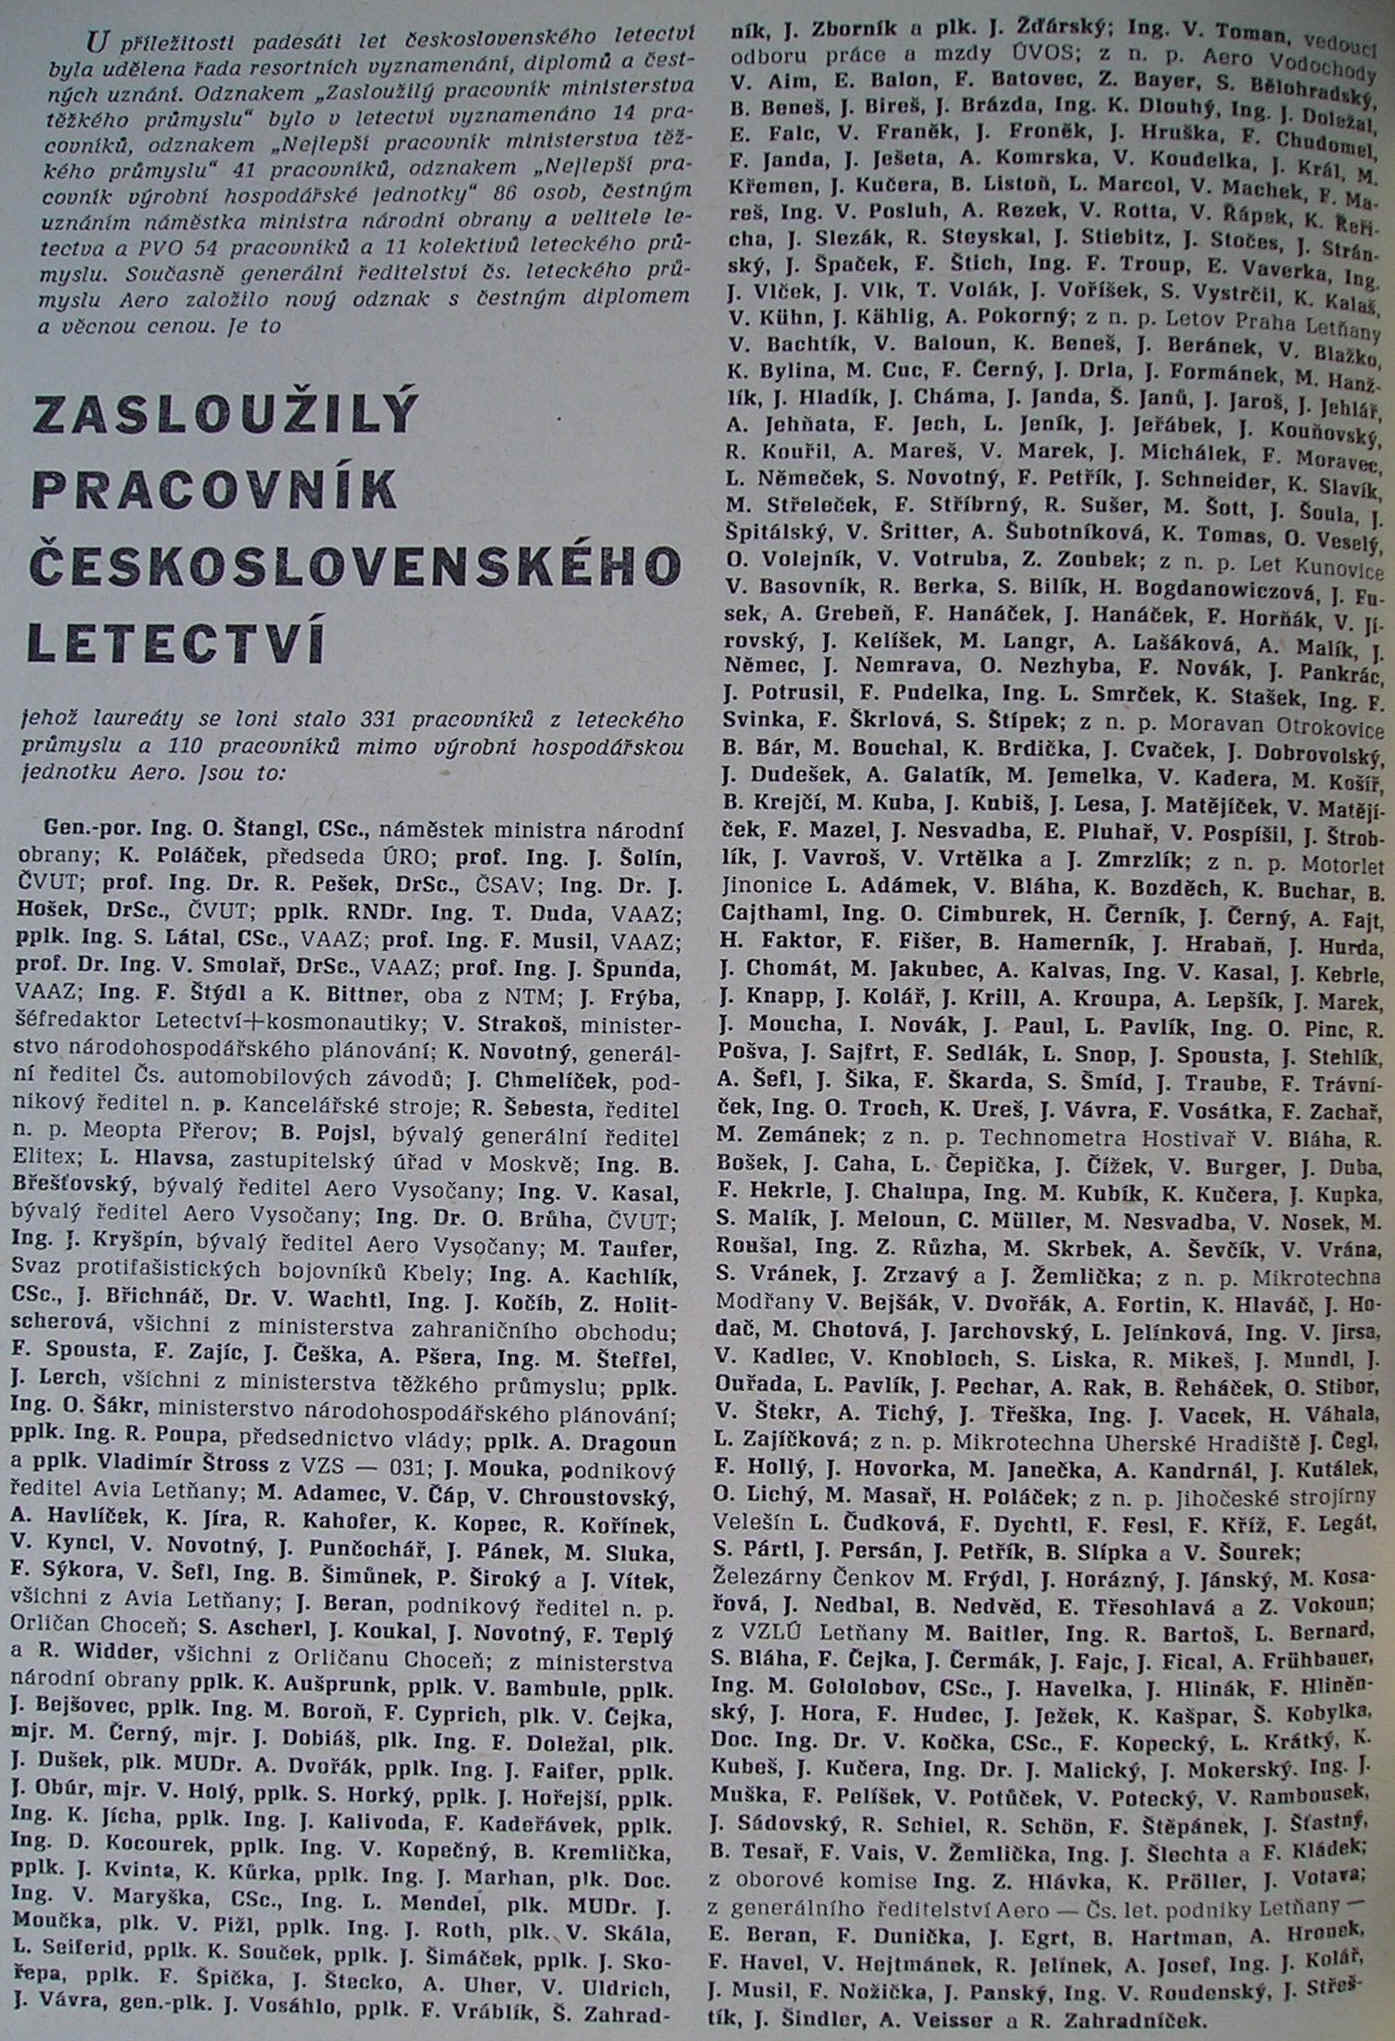 U příležitosti padesáti let československého letectví
byla udělena řada resortních vyznamenání, diplomů a čest-
ných uznání. Odznakem „Zasloužilý pracovník ministerstva
těžkého průmyslu“ bylo v letectví vyznamenáno 14 pra-
covníků, odznakem „Nejlepší pracovník ministerstva těž-
kého průmyslu“ 41 pracovníků, odznakem „Nejlepší pra-
covník výrobní hospodářské jednotky“ 86 osob, čestným
uznáním náměstka ministra národní obrany a velitele le-
tectva a PVO 54 pracovníků a 11 kolektivů leteckého prů-
myslu. Současně generální ředitelství čs. leteckého prů-
myslu Aero založilo nový odznak s čestným diplomem
a věcnou cenou. Je to
ZASLOUŽILÝ
PRACOVNÍK
ČESKOSLOVENSKÉHO
LETECTVÍ
jehož laureáty se loni stalo 331 pracovníků z leteckého
průmyslu a 110 pracovníků mimo výrobní hospodářskou
jednotku Aero. Jsou to:
Gen.-por. Ing. O. Štangl, CSc., náměstek ministra národní
obrany; K. Poláček, předseda ÚRO; prof. Ing. J. Šolín,
ČVUT; prof. Ing. Dr. R. Pešek, DrSc., ČSAV; Ing. Dr. J.
Hošek, DrSc., ČVUT; pplk. RNDr. Ing. T. Duda, VAAZ;
pplk. Ing. S. Látal, CSc., VAAZ; prof. Ing. F. Musil, VAAZ;
prof. Dr. Ing. V. Smolař, DrSc., VAAZ; prof. Ing. J. Špunda,
VAAZ; Ing. F. Štýdl a K. Bittner, oba z NTM; J. Frýba,
šéfredaktor Letectví+kosmonautiky; V. Strakoš, minister-
stvo národohospodářského plánování; K. Novotný, generál-
ní ředitel Čs. automobilových závodů; J. Chmelíček, pod-
nikový ředitel n. p. Kancelářské stroje; R. Šebesta, ředitel
n. p. Meopta Přerov; B. Pojsl, bývalý generální ředitel
Elitex; L. Hlavsa, zastupitelský úřad v Moskvě; Ing. B.
Břešťovský, bývalý ředitel Aero Vysočany; Ing. V. Kasal,
bývalý ředitel Aero Vysočany; Ing. Dr. O. Brůha, ČVUT;
Ing. J. Kryšpín, bývalý ředitel Aero Vysočany; M. Taufer,
Svaz protifašistických bojovníků Kbely; Ing. A. Kachlík,
CSc., J. Břichnáč, Dr. V. Wachtl, Ing. J. Kočíb, Z. Holit-
scherová, všichni z ministerstva zahraničního obchodu;
F. Spousta, F. Zajíc, J. Češka, A. Pšera, Ing. M. Šteffel,
J. Lerch, všichni z ministerstva těžkého průmyslu; pplk.
Ing. O. Šákr, ministerstvo národohospodářského plánování;
pplk. Ing. R. Poupa, předsednictvo vlády; pplk. A. Dragoun
a pplk. Vladimír Štross z VZS — 031; J. Mouka, podnikový
ředitel Avia Letňany; M. Adamec, V. Čáp, V. Chroustovský,
A. Havlíček, K. Jíra, R. Kahofer, K. Kopec, R. Kořínek,
V. Kyncl, V. Novotný, J. Punčochář, J. Pánek, M. Sluka,
F. Sýkora, V. Šefl, Ing. B. Šimůnek, P. Široký a J. Vítek,
všichni z Avia Letňany; J. Beran, podnikový ředitel n. p.
Orličan Choceň; S. Ascherl, J. Koukal, J. Novotný, F. Teplý
a R. Widder, všichni z Orličanu Choceň; z ministerstva
národní obrany pplk. K. Aušprunk, pplk. V. Bambule, pplk.
J. Bejšovec, pplk. Ing. M. Boroň, F. Cyprich, plk. V. Čejka,
mjr. M. Černý, mjr. J. Dobiáš, plk. Ing. F. Doležal, plk.
J. Dušek, plk. MUDr. A. Dvořák, pplk. Ing. J. Faifer, pplk.
J. Obúr, mjr. V. Holý, pplk. S. Horký, pplk. J. Hořejší, pplk.
Ing. K. Jícha, pplk. Ing. J. Kalivoda, F. Kadeřávek, pplk.
Ing. D. Kocourek, pplk. Ing. V. Kopečný, B. Kremlička,
pplk. J. Kvinta, K. Kůrka, pplk. Ing. J. Marhan, plk. Doc.
Ing. V. Maryška, CSc., Ing. L. Mendel, plk. MUDr. J.
Moučka, plk. V. Pižl, pplk. Ing. J. Roth, plk. V. Skála,
L. Seiferid, pplk. K. Souček, pplk. J. Šimáček, pplk. J. Sko-
řepa, pplk. F. Špička, J. Štecko, A. Uher, V. Uldrich,
J. Vávra, gen.-plk. J. Vosáhlo, pplk. F. Vráblík, Š. Zahrad-
ník, J. Zborník a plk. J. Žďárský; Ing. V. Toman, vedoucí
odboru práce a mzdy ÚVOS; z n. p. Aero Vodochody
V. Aim, E. Balon, F. Batovec, Z. Bayer, S. Bělohradský,
B. Beneš, J. Bireš, J. Brázda, Ing. K. Dlouhý, Ing. J. Doležal,
E. Falc, V. Franěk, J. Froněk, J. Hruška, F. Chudomel,
F. Janda, J. Ješeta, A. Komrska, V. Koudelka, J. Král, M.
Křemen, J. Kučera, B. Listoň, L. Marcol, V. Machek, F. Ma-
reš, Ing. V. Posluh, A. Rezek, V. Rotta, V. Řápek, K. Řeři-
cha, J. Slezák, R. Steyskal, J. Stiebitz, J. Stočes, J. Strán-
ský, J. Špaček, F. Štich, Ing. F. Troup, E. Vaverka, Ing.
J. Vlček, J. Vlk, T. Volák, J. Voříšek, S. Vystrčil, K. Kalaš,
V. Kühn, J. Kählig, A. Pokorný; z n. p. Letov Praha Letňany
V. Bachtík, V. Baloun, K. Beneš, J. Beránek, V. Blažko,
K. Bylina, M. Cuc, F. Černý, J. Drla, J. Formánek, M. Hanž-
lík, J. Hladík, J. Cháma, J. Janda, Š. Janů, J. Jaroš, J. Jehlář,
A. Jehňata, F. Jech, L. Jeník, J. Jeřábek, J. Kouňovský,
R. Kouřil, A. Mareš, V. Marek, J. Michálek, F. Moravec,
L. Němeček, S. Novotný, F. Petřík, J. Schneider, K. Slavík,
M. Střeleček, F. Stříbrný, R. Sušer, M. Šott, J. Šoula, J.
Špitálský, V. Šritter, A. Šubotníková, K. Tomas, O. Veselý,
O. Volejník, V. Votruba, Z. Zoubek; z n. p. Let Kunovice
V. Basovník, R. Berka, S. Bilík, H. Bogdanowiczová, J. Fu-
sek, A. Grebeň, F. Hanáček, J. Hanáček, F. Horňák, V. Jí-
rovský, J. Kelíšek, M. Langr, A. Lašáková, A. Malík, J.
Němec, J. Nemrava, O. Nezhyba, F. Novák, J. Pankrác,
J. Potrusil, F. Pudelka, Ing. L. Smrček, K. Stašek, Ing. F.
Svinka, F. Škrlová, S. Štípek; z n. p. Moravan Otrokovice
B. Bár, M. Bouchal, K. Brdička, J. Cvaček, J. Dobrovolský,
J. Dudešek, A. Galatík, M. Jemelka, V. Kadera, M. Košíř,
B. Krejčí, M. Kuba, J. Kubiš, J. Lesa, J. Matějíček, V. Matějí-
ček, F. Mazel, J. Nesvadba, E. Pluhař, V. Pospíšil, J. Štrob-
lík, J. Vavroš, V. Vrtělka a J. Zmrzlík; z n. p. Motorlet
Jinonice L. Adámek, V. Bláha, K. Bozděch, K. Buchar, B.
Cajthaml, Ing. O. Cimburek, H. Černík, J. Černý, A. Fajt,
H. Faktor, F. Fišer, B. Hamerník, J. Hrabaň, J. Hurda,
J. Chomát, M. Jakubec, A. Kalvas, Ing. V. Kasal, J. Kebrle,
J. Knapp, J. Kolář, J. Krill, A. Kroupa, A. Lepšík, J. Marek,
J. Moucha, I. Novák, J. Paul, L. Pavlík, Ing. O. Pinc, R.
Pošva, J. Sajfrt, F. Sedlák, L. Snop, J. Spousta, J. Stehlík,
A. Šefl, J. Šika, F. Škarda, S. Šmíd, J. Traube, F. Trávní-
ček, Ing. O. Troch, K. Ureš, J. Vávra, F. Vosátka, F. Zachař,
M. Zemánek; z n. p. Technometra Hostivař V. Bláha, R.
Bošek, J. Caha, L. Čepička, J. Čížek, V. Burger, J. Duba,
F. Hekrle, J. Chalupa, Ing. M. Kubík, K. Kučera, J. Kupka,
S. Malík, J. Meloun, C. Müller, M. Nesvadba, V. Nosek, M.
Roušal, Ing. Z. Růzha, M. Skrbek, A. Ševčík, V. Vrána,
S. Vránek, J. Zrzavý a J. Žemlička; z n. p. Mikrotechna
Modřany V. Bejšák, V. Dvořák, A. Fortin, K. Hlaváč, J. Ho-
dač, M. Chotová, J. Jarchovský, L. Jelínková, Ing. V. Jirsa,
V. Kadlec, V. Knobloch, S. Liska, R. Mikeš, J. Mundl, J.
Ouřada, L. Pavlík, J. Pechar, A. Rak, B. Řeháček, O. Stibor,
V. Štekr, A. Tichý, J. Třeška, Ing. J. Vacek, H. Váhala,
L. Zajíčková; z n. p. Mikrotechna Uherské Hradiště J. Čegl,
F. Hollý, J. Hovorka, M. Janečka, A. Kandrnál, J. Kutálek,
O. Lichý, M. Masař, H. Poláček; z n. p. Jihočeské strojírny
Velešín L. Čudková, F. Dychtl, F. Fesl, F. Kříž, F. Legát,
S. Pártl, J. Persán, J. Petřík, B. Slípka a V. Šourek;
Železárny Čenkov M. Frýdl, J. Horázný, J. Jánský, M. Kosa-
řová, J. Nedbal, B. Nedvěd, E. Třesohlavá a Z. Vokoun;
z VZLÚ Letňany M. Baitler, Ing. R. Bartoš, L. Bernard,
S. Bláha, F. Čejka, J. Čermák, J. Fajc, J. Fical, A. Frühbauer,
Ing. M. Gololobov, CSc., J. Havelka, J. Hlinák, F. Hliněn-
ský, J. Hora, F. Hudec, J. Ježek, K. Kašpar, Š. Kobylka,
Doc. Ing. Dr. V. Kočka, CSc., F. Kopecký, L. Krátký, K.
Kubeš, J. Kučera, Ing. Dr. J. Malický, J. Mokerský. Ing. J.
Muška, F. Pelíšek, V. Potůček, V. Potecký, V. Rambousek,
J. Sádovský, R. Schiel, R. Schön, F. Štěpánek, J. Šťastný,
B. Tesař, F. Vais, V. Žemlička, Ing. J. Šlechta a F. Kládek;
z oborové komise Ing. Z. Hlávka, K. Pröller, J. Votava;
z generálního ředitelství Aero — Čs. let. podniky Letňany —
E. Beran, F. Dunička, J. Egrt, B. Hartman, A. Hronek,
F. Havel, V. Hejtmánek, R. Jelínek, A. Josef, Ing. J. Kolář,
J. Musil, F. Nožička, J. Panský, Ing. V. Roudenský, J. Střeš-
tík, J. Šindler, A. Veisser a R. Zahradníček.